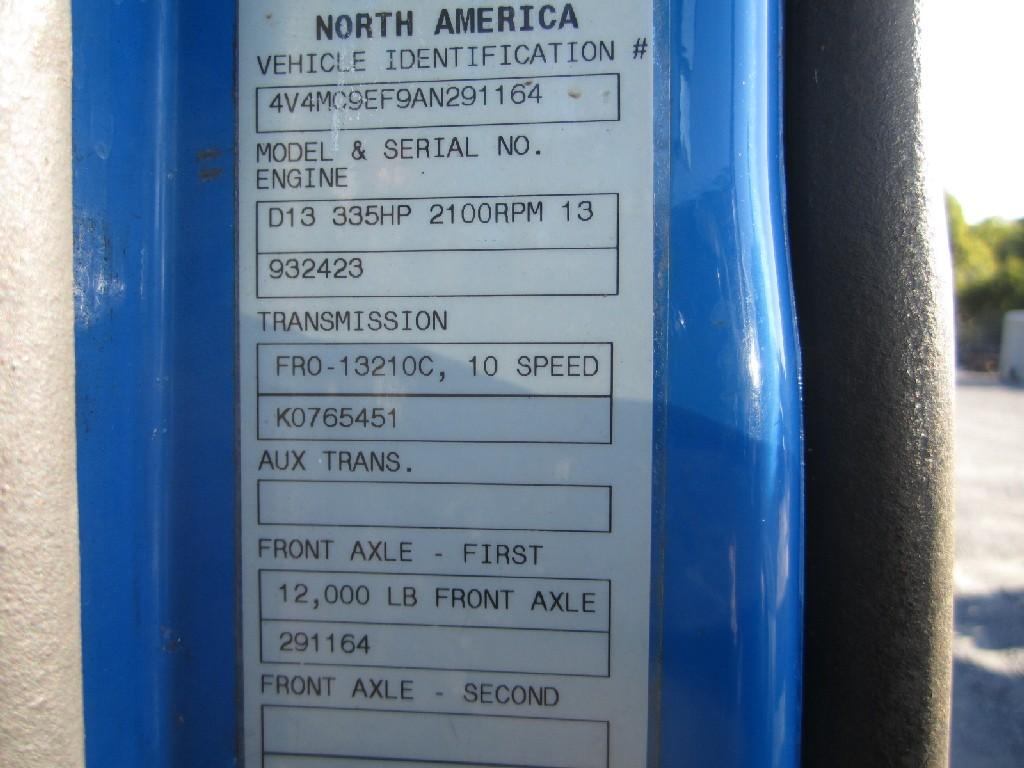 NORTH AMERICA
VEHICLE IDENTIFICATION #
4V4MC9EF9AN291164
MODEL & SERIAL NO.
ENGINE
D13 335HP 2100RPM 13
932423
TRANSMISSION
FRO-13210C, 10 SPEED
K0765451
AUX TRANS.
FRONT AXLE - FIRST
12,000 LB FRONT AXLE
291164
FRONT AXLE - SECOND